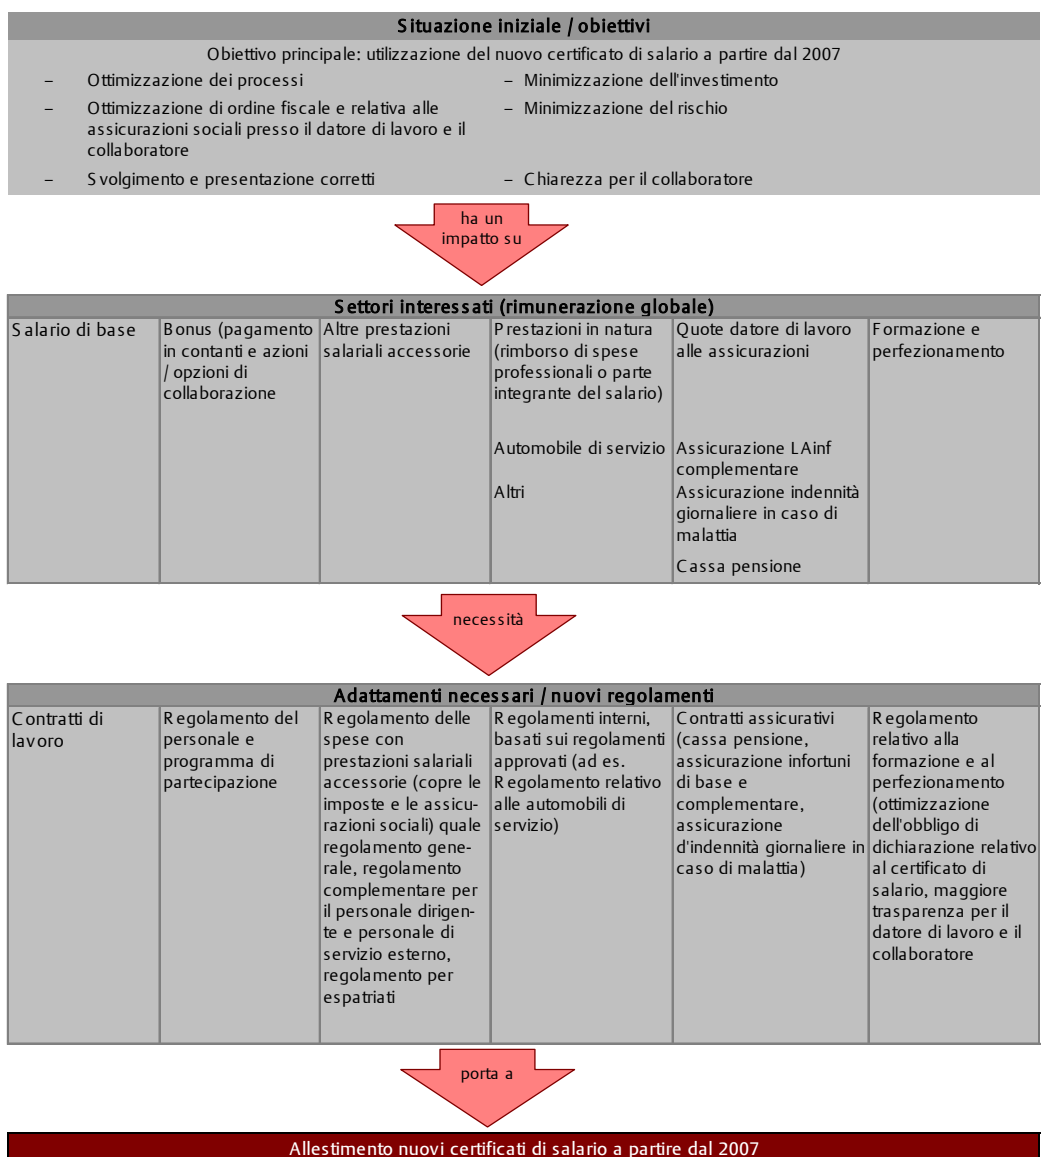 Situazione iniziale / obiettivi
Obiettivo principale: utilizzazione del nuovo certificato di salario a partire dal 2007
– Ottimizzazione dei processi
– Minimizzazione dell'investimento
– Ottimizzazione di ordine fiscale e relativa alle
assicurazioni sociali presso il datore di lavoro e il
collaboratore
– Minimizzazione del rischio
– Svolgimento e presentazione corretti
– Chiarezza per il collaboratore
ha un
impatto su
Settori interessati (rimunerazione globale)
Salario di base
Bonus (pagamento
in contanti e azioni
/ opzioni di
collaborazione
Altre prestazioni
salariali accessorie
Prestazioni in natura
(rimborso di spese
professionali o parte
integrante del salario)
Automobile di servizio
Altri
Quote datore di lavoro
alle assicurazioni
Assicurazione LAinf
complementare
Assicurazione indennità
giornaliere in caso di
malattia
Cassa pensione
Formazione e
perfezionamento
necessità
Adattamenti necessari / nuovi regolamenti
Contratti di
lavoro
Regolamento del
personale e
programma di
partecipazione
Regolamento delle
spese con
prestazioni salariali
accessorie (copre le
imposte e le assicu-
razioni sociali) quale
regolamento gene-
rale, regolamento
complementare per
il personale dirigen-
te e personale di
servizio esterno,
regolamento per
espatriati
Regolamenti interni,
basati sui regolamenti
approvati (ad es.
Regolamento relativo
alle automobili di
servizio)
Contratti assicurativi
(cassa pensione,
assicurazione infortuni
di base e
complementare,
assicurazione
d'indennità giornaliere in
caso di malattia)
Regolamento
relativo alla
formazione e al
perfezionamento
(ottimizzazione
dell'obbligo di
dichiarazione relativo
al certificato di
salario, maggiore
trasparenza per il
datore di lavoro e il
collaboratore
porta a
Allestimento nuovi certificati di salario a partire dal 2007